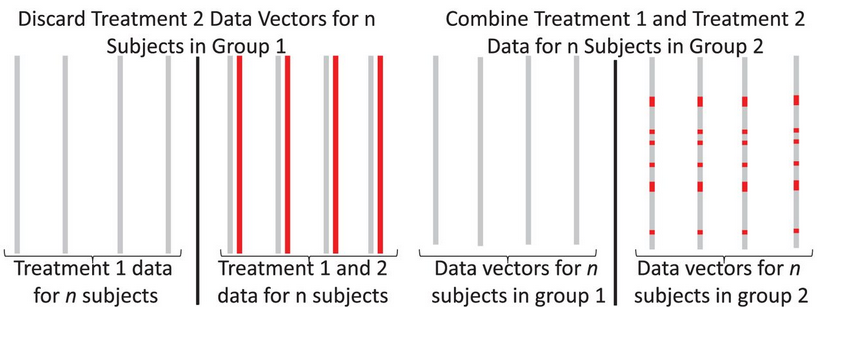 Discard Treatment 2 Data Vectors for n
Subjects in Group 1
Treatment 1 data
for n subjects
Treatment 1 and 2
data for n subjects
Combine Treatment 1 and Treatment 2
Data for n Subjects in Group 2
Data vectors for n
subjects in group 1
Data vectors for n
subjects in group 2